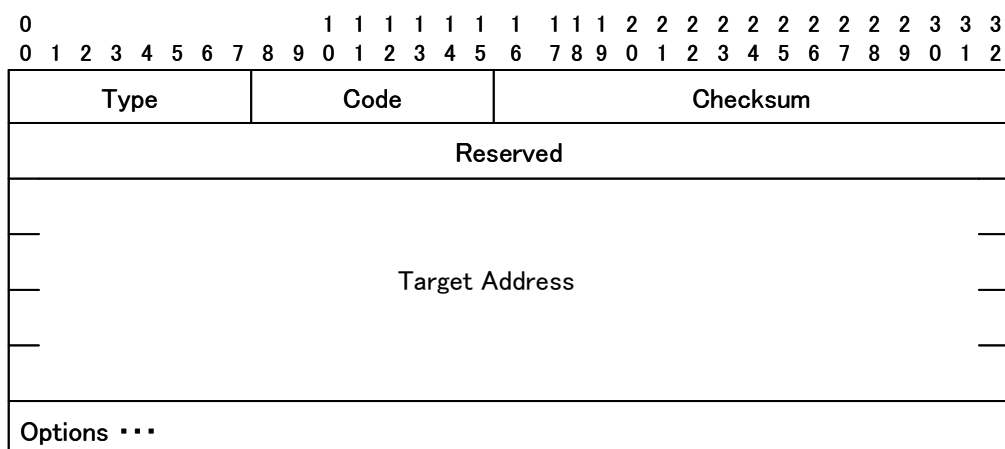 0 1 1 1 1 1 1 1 1 1 1 2 2 2 2 2 2 2 2 2 2 3 3 3
0 1 2 3 4 5 6 7 8 9 0 1 2 3 4 5 6 7 8 9 0 1 2 3 4 5 6 7 8 9 0 1 2
Type Code Checksum
Reserved
Target Address
Options ･･･